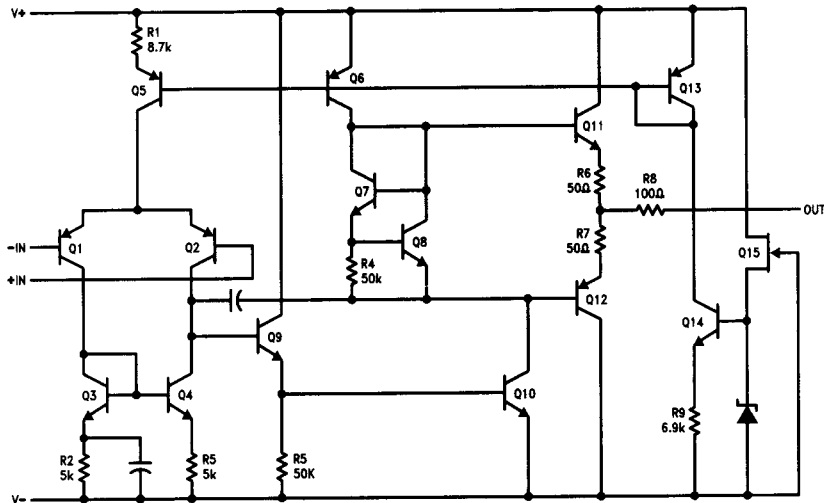 V+
R1
8.7k
Q5
Q6
Q13
Q11
R6
50Ω
R8
100Ω
OUT
Q7
Q8
R7
50Ω
-IN
Q1
Q2
+IN
R4
50k
Q15
Q12
Q9
Q14
Q3
Q4
Q10
R9
6.9k
R2
5k
R5
5k
R5
50K
V-